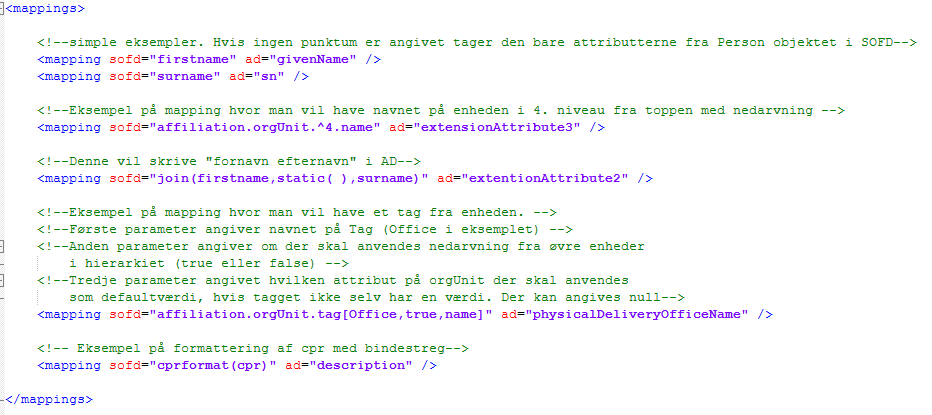 <mappings>
<!--simple eksempler. Hvis ingen punktum er angivet tager den bare attributterne fra Person objektet i SOFD-->
<mapping sofd="firstname" ad="givenName" />
<mapping sofd="surname" ad="sn" />
<!--Eksempel på mapping hvor man vil have navnet på enheden i 4. niveau fra toppen med nedarvning -->
<mapping sofd="affiliation.orgUnit.^4.name" ad="extensionAttribute3" />
<!--Denne vil skrive "fornavn efternavn" i AD-->
<mapping sofd="join(firstname,static( ),surname)" ad="extentionAttribute2" />
<!--Eksempel på mapping hvor man vil have et tag fra enheden. -->
<!--Første parameter angiver navnet på Tag (Office i eksemplet) -->
<!--Anden parameter angiver om der skal anvendes nedarvning fra øvre enheder
i hierarkiet (true eller false) -->
<!--Tredje parameter angivet hvilken attribut på orgUnit der skal anvendes
som defaultværdi, hvis tagget ikke selv har en værdi. Der kan angives null-->
<mapping sofd="affiliation.orgUnit.tag[Office,true,name]" ad="physicalDeliveryOfficeName" />
<!-- Eksempel på formattering af cpr med bindestreg-->
<mapping sofd="cprformat(cpr)" ad="description" />
</mappings>